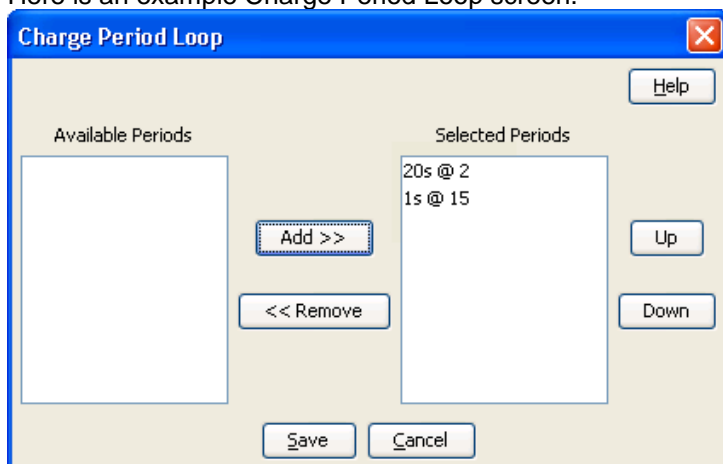 Here is an example Charge Period Loop screen:
Charge Period Loop
Help
Available Periods
Selected Periods
20s @ 2
1s @ 15
Add >>
Up
<< Remove
Down
Save
Cancel